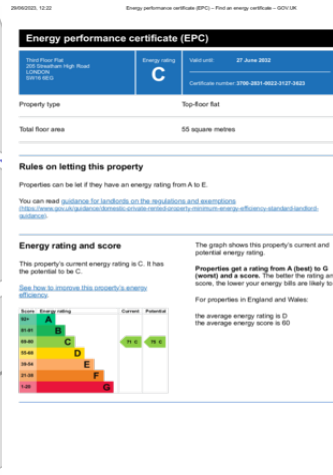 29/06/2023, 12:22 Energy performance certificate (EPC) – Find an energy certificate – GOV.UK
Energy performance certificate (EPC)
Third Floor Flat
Streatham High Road
LONDON
Energy rating
C
Valid until: 27 June 2032
Certificate number:
Property type Top-floor flat
Total floor area 55 square metres
Rules on letting this property
Properties can be let if they have an energy rating from A to E.
You can read guidance for landlords on the regulations and exemptions
(https://www.gov.uk/guidance/domestic-private-rented-property-minimum-energy-efficiency-standard-landlord-
guidance).
Energy rating and score
This property's current energy rating is C. It has
the potential to be C.
See how to improve this property's energy
efficiency.
Score Energy rating Current Potential
92+ A
81-91 B
69-80 C 71 C
55-68 D
39-54 E
21-38 F
1-20 G
The graph shows this property's current and
potential energy rating.
Properties get a rating from A (best) to G
(worst) and a score. The better the rating an
score, the lower your energy bills are likely to
For properties in England and Wales:
the average energy rating is D
the average energy score is 60